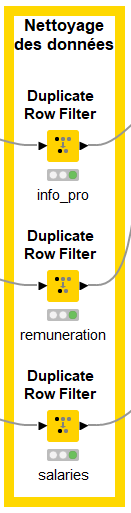 Nettoyage
des données
Duplicate
Row Filter
info_pro
Duplicate
Row Filter
remuneration
Duplicate
Row Filter
salaries